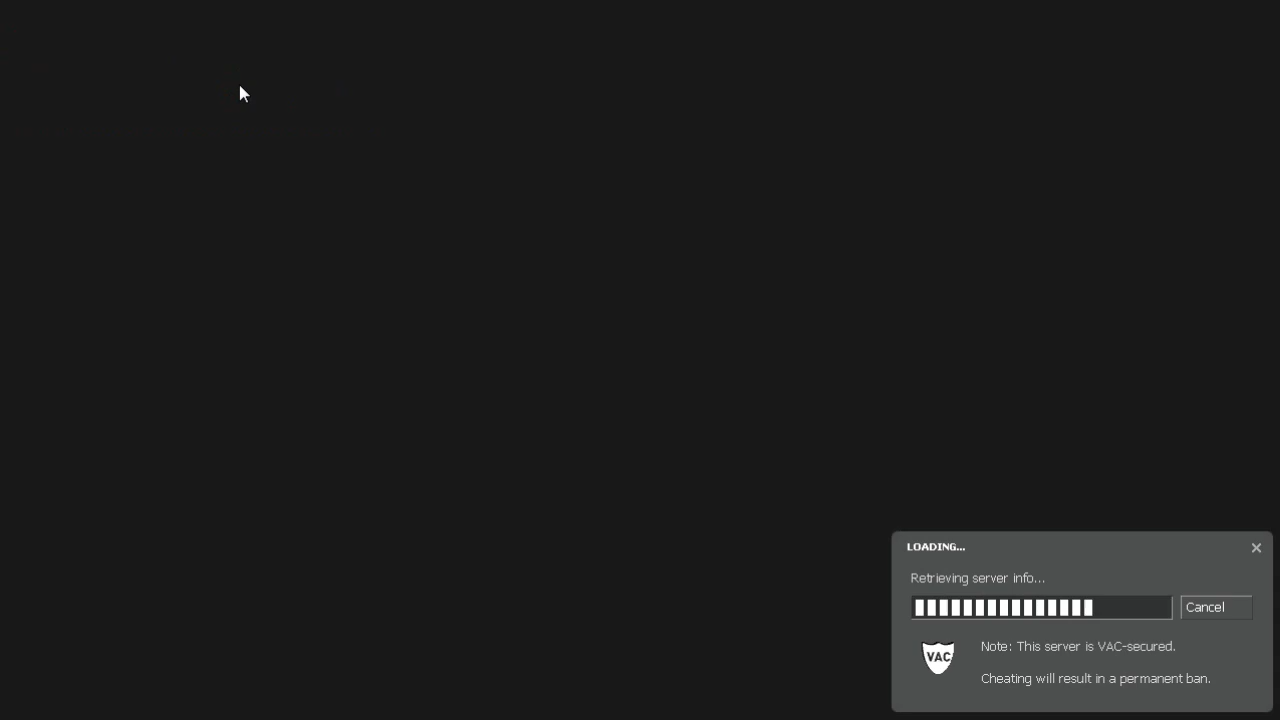 LOADING...
Retrieving server info...
Cancel
VAC
Note: This server is VAC-secured.
Cheating will result in a permanent ban.